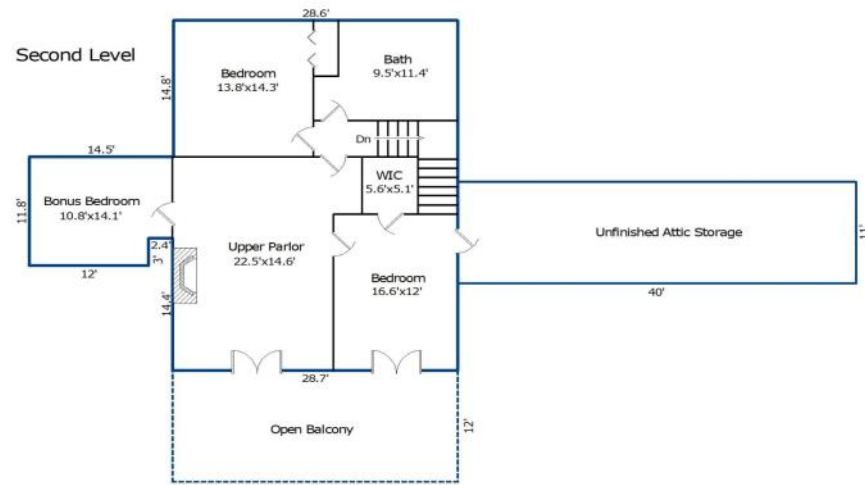 28.6'
Second Level
Bedroom
13.8'x14.3'
Bath
9.5'x11.4'
14.8'
Dn
14.5'
WIC
5.6'x5.1'
Bonus Bedroom
10.8'x14.1'
11.8'
2.4'
3'
12'
Upper Parlor
22.5'x14.6'
Unfinished Attic Storage
11'
Bedroom
16.6'x12'
40'
14.4'
28.7'
Open Balcony
12'